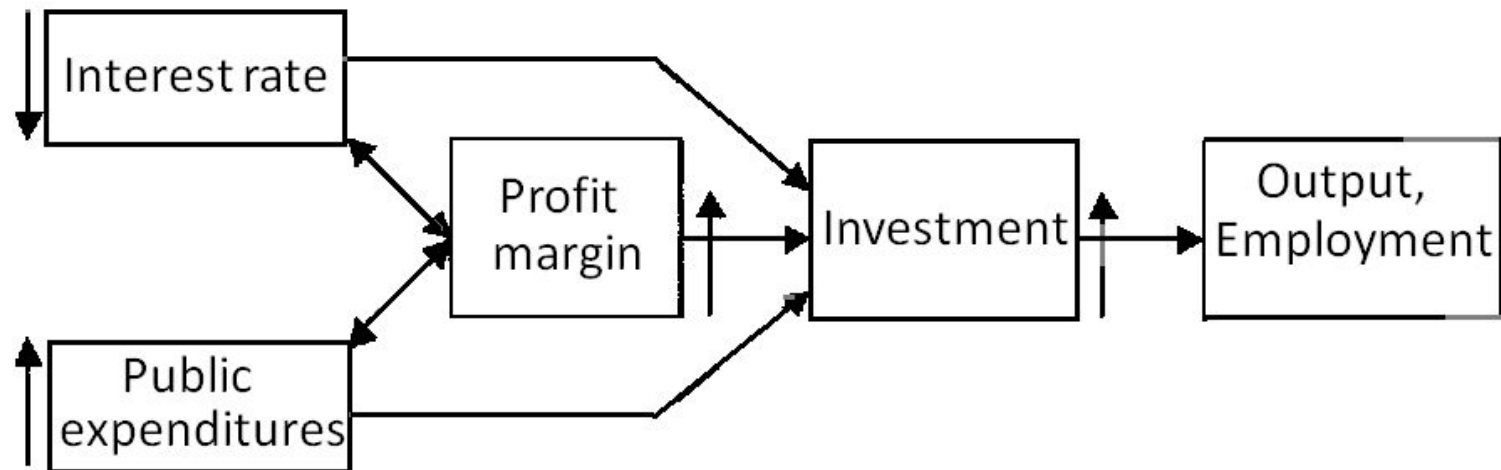 Interest rate
Profit
margin
Investment
Output,
Employment
Public
expenditures